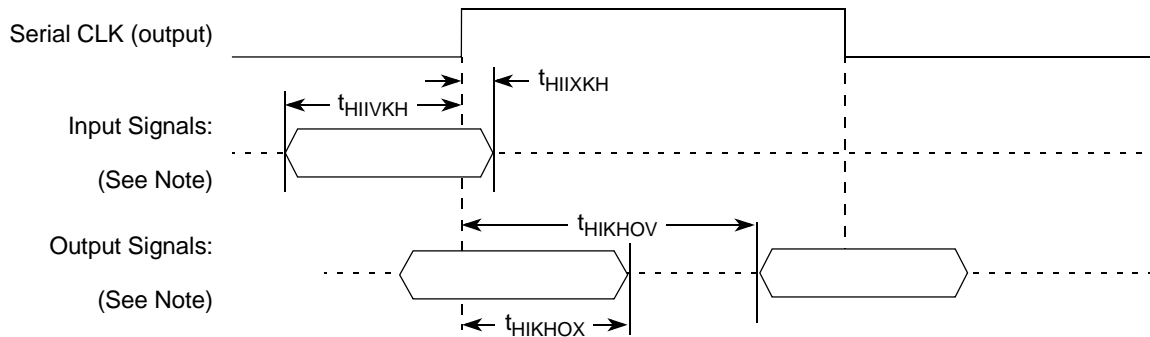 Serial CLK (output)
tHIIXKH
tHIIVKH
Input Signals:
(See Note)
tHIKHOV
Output Signals:
(See Note)
tHIKHOX